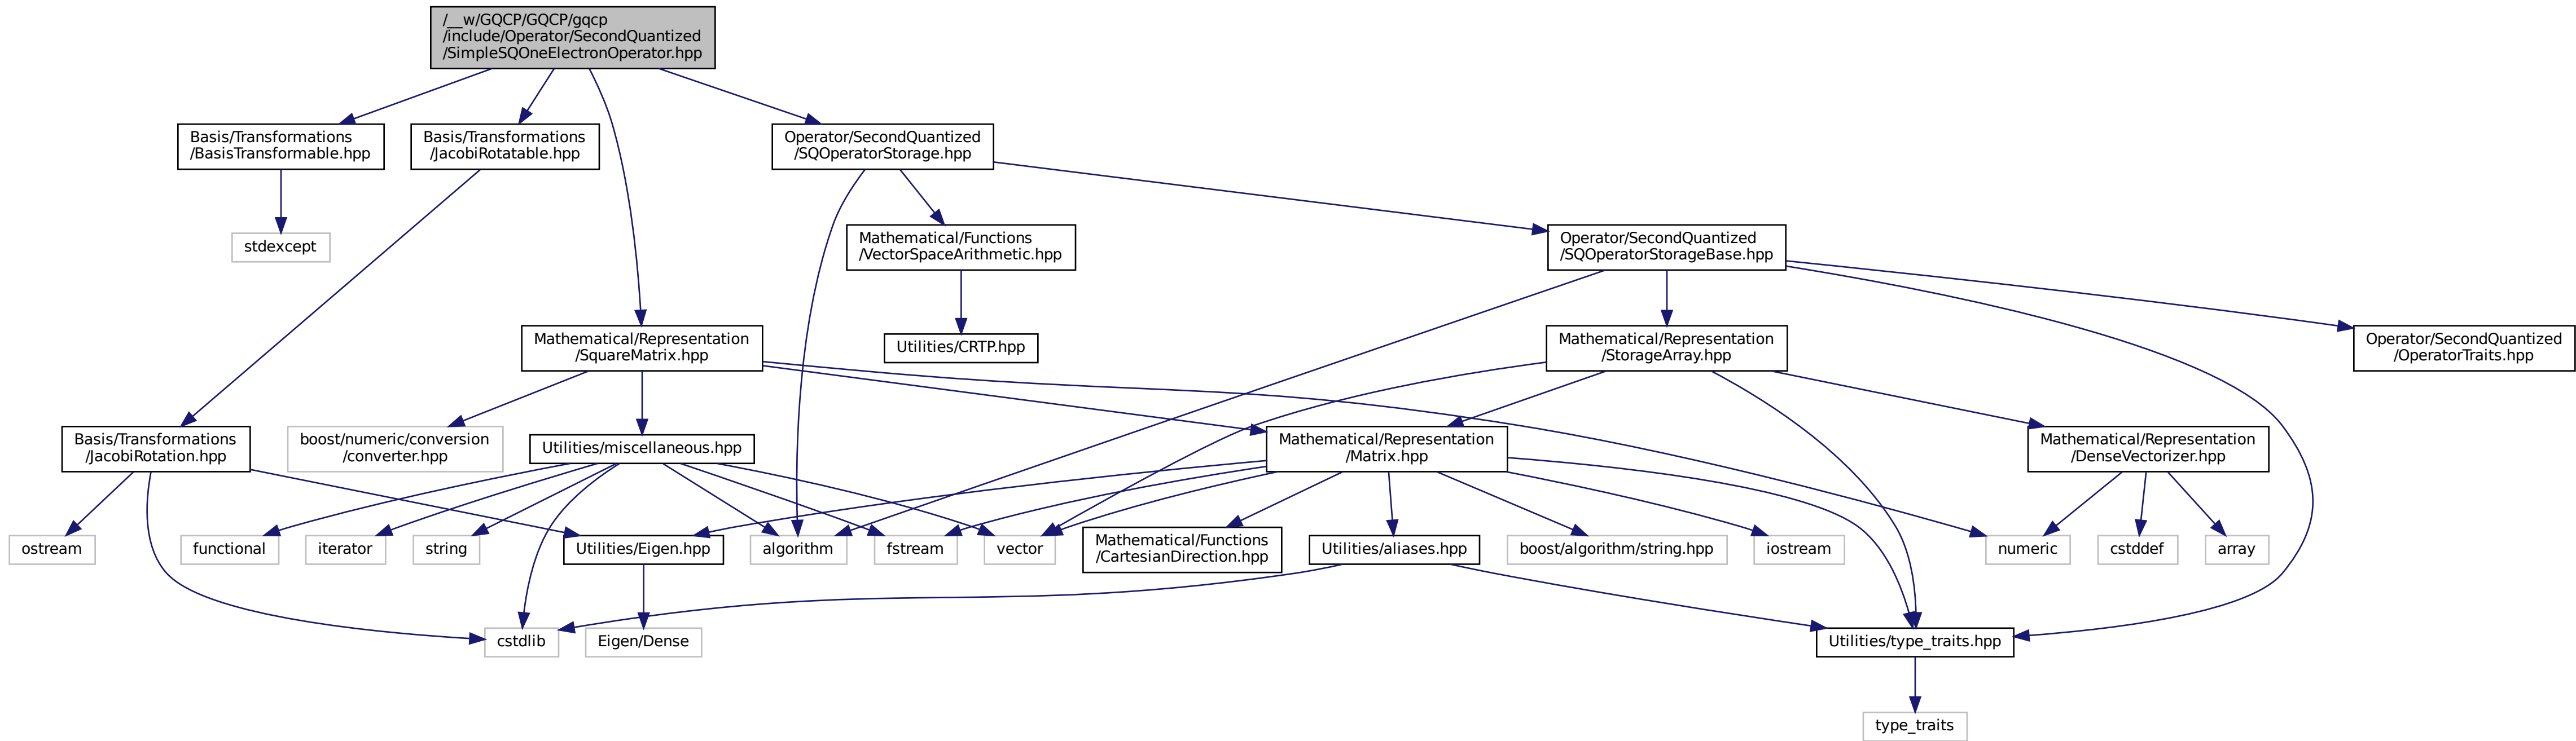 /__w/GQCP/GQCP/gqcp
/include/Operator/SecondQuantized
/SimpleSQOneElectronOperator.hpp
Basis/Transformations
/BasisTransformable.hpp
Basis/Transformations
/JacobiRotatable.hpp
Operator/SecondQuantized
/SQOperatorStorage.hpp
stdexcept
Mathematical/Functions
/VectorSpaceArithmetic.hpp
Operator/SecondQuantized
/SQOperatorStorageBase.hpp
Mathematical/Representation
/SquareMatrix.hpp
Utilities/CRTP.hpp
Mathematical/Representation
/StorageArray.hpp
Operator/SecondQuantized
/OperatorTraits.hpp
Basis/Transformations
/JacobiRotation.hpp
boost/numeric/conversion
/converter.hpp
Utilities/miscellaneous.hpp
Mathematical/Representation
/Matrix.hpp
Mathematical/Representation
/DenseVectorizer.hpp
ostream
functional
iterator
string
Utilities/Eigen.hpp
algorithm
fstream
vector
Mathematical/Functions
/CartesianDirection.hpp
Utilities/aliases.hpp
boost/algorithm/string.hpp
iostream
numeric
cstddef
array
cstdlib
Eigen/Dense
Utilities/type_traits.hpp
type_traits